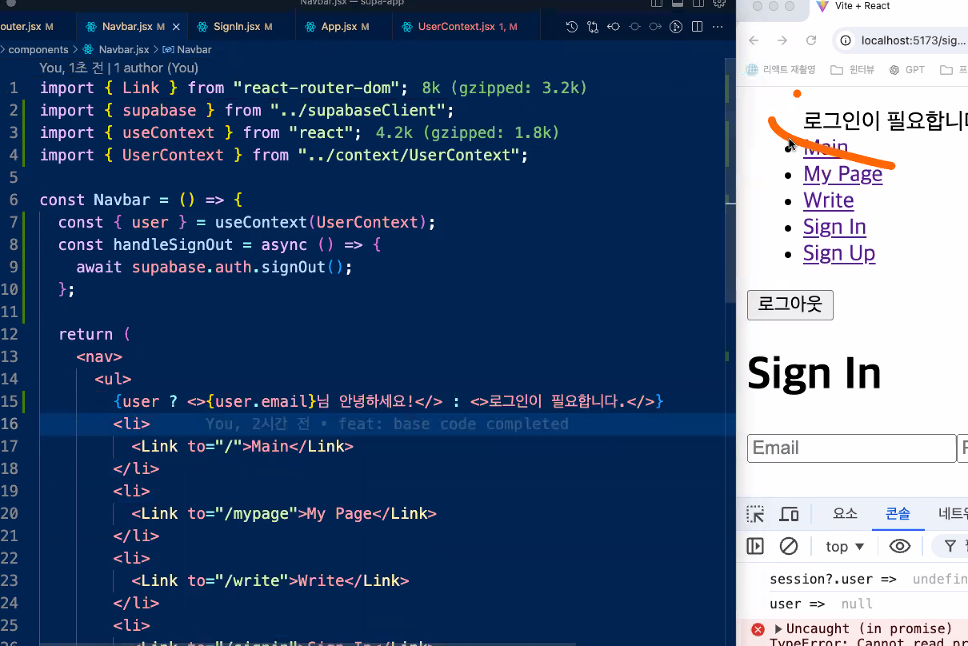 outer.jsx M Navbar.jsx M × SignIn.jsx M App.jsx M UserContext.jsx 1, M
Navbar.jsx — supa-app
> components > Navbar.jsx > Navbar
You, 1초 전 | 1 author (You)
1 import { Link } from "react-router-dom"; 8k (gzipped: 3.2k)
2 import { supabase } from "../supabaseClient";
3 import { useContext } from "react"; 4.2k (gzipped: 1.8k)
4 import { UserContext } from "../context/UserContext";
5
6 const Navbar = () => {
7 const { user } = useContext(UserContext);
8 const handleSignOut = async () => {
9 await supabase.auth.signOut();
10 };
11
12 return (
13 <nav>
14 <ul>
15 {user ? <>{user.email}님 안녕하세요!</> : <>로그인이 필요합니다.</>}
16 <li> You, 2시간 전 • feat: base code completed
17 <Link to="/">Main</Link>
18 </li>
19 <li>
20 <Link to="/mypage">My Page</Link>
21 </li>
22 <li>
23 <Link to="/write">Write</Link>
24 </li>
25 <li>
Vite + React
localhost:5173/sig...
리액트 재촬영 원티뷰 GPT 프
로그인이 필요합니다
Main
My Page
Write
Sign In
Sign Up
로그아웃
Sign In
Email
요소 콘솔 네트워
top ▼
session?.user => undefin
user => null
Uncaught (in promise)
TypeError: Cannot read pr